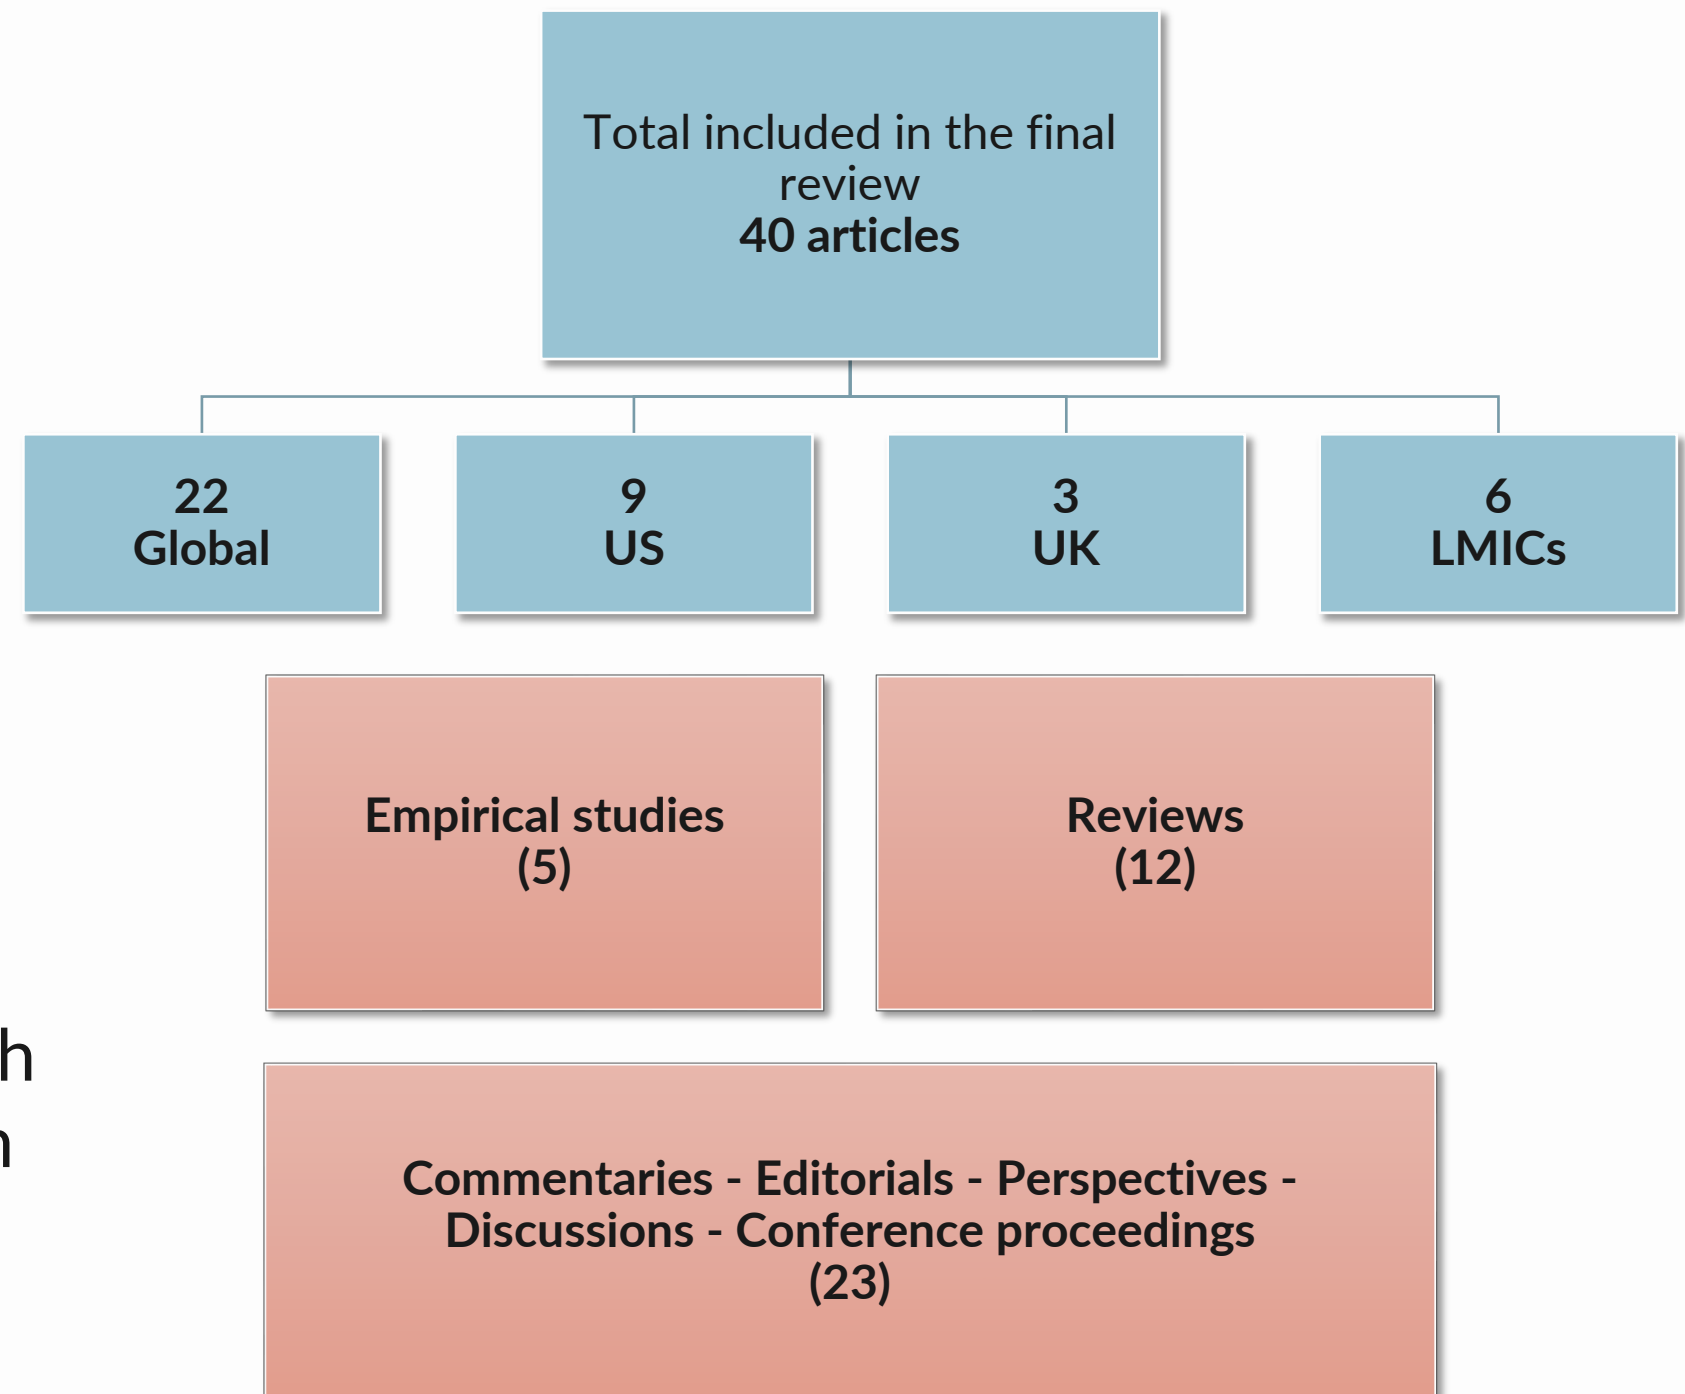 Total included in the final
review
40 articles
22
Global
9
US
3
UK
6
LMICs
Empirical studies
(5)
Reviews
(12)
h
Commentaries - Editorials - Perspectives -
Discussions - Conference proceedings
(23)